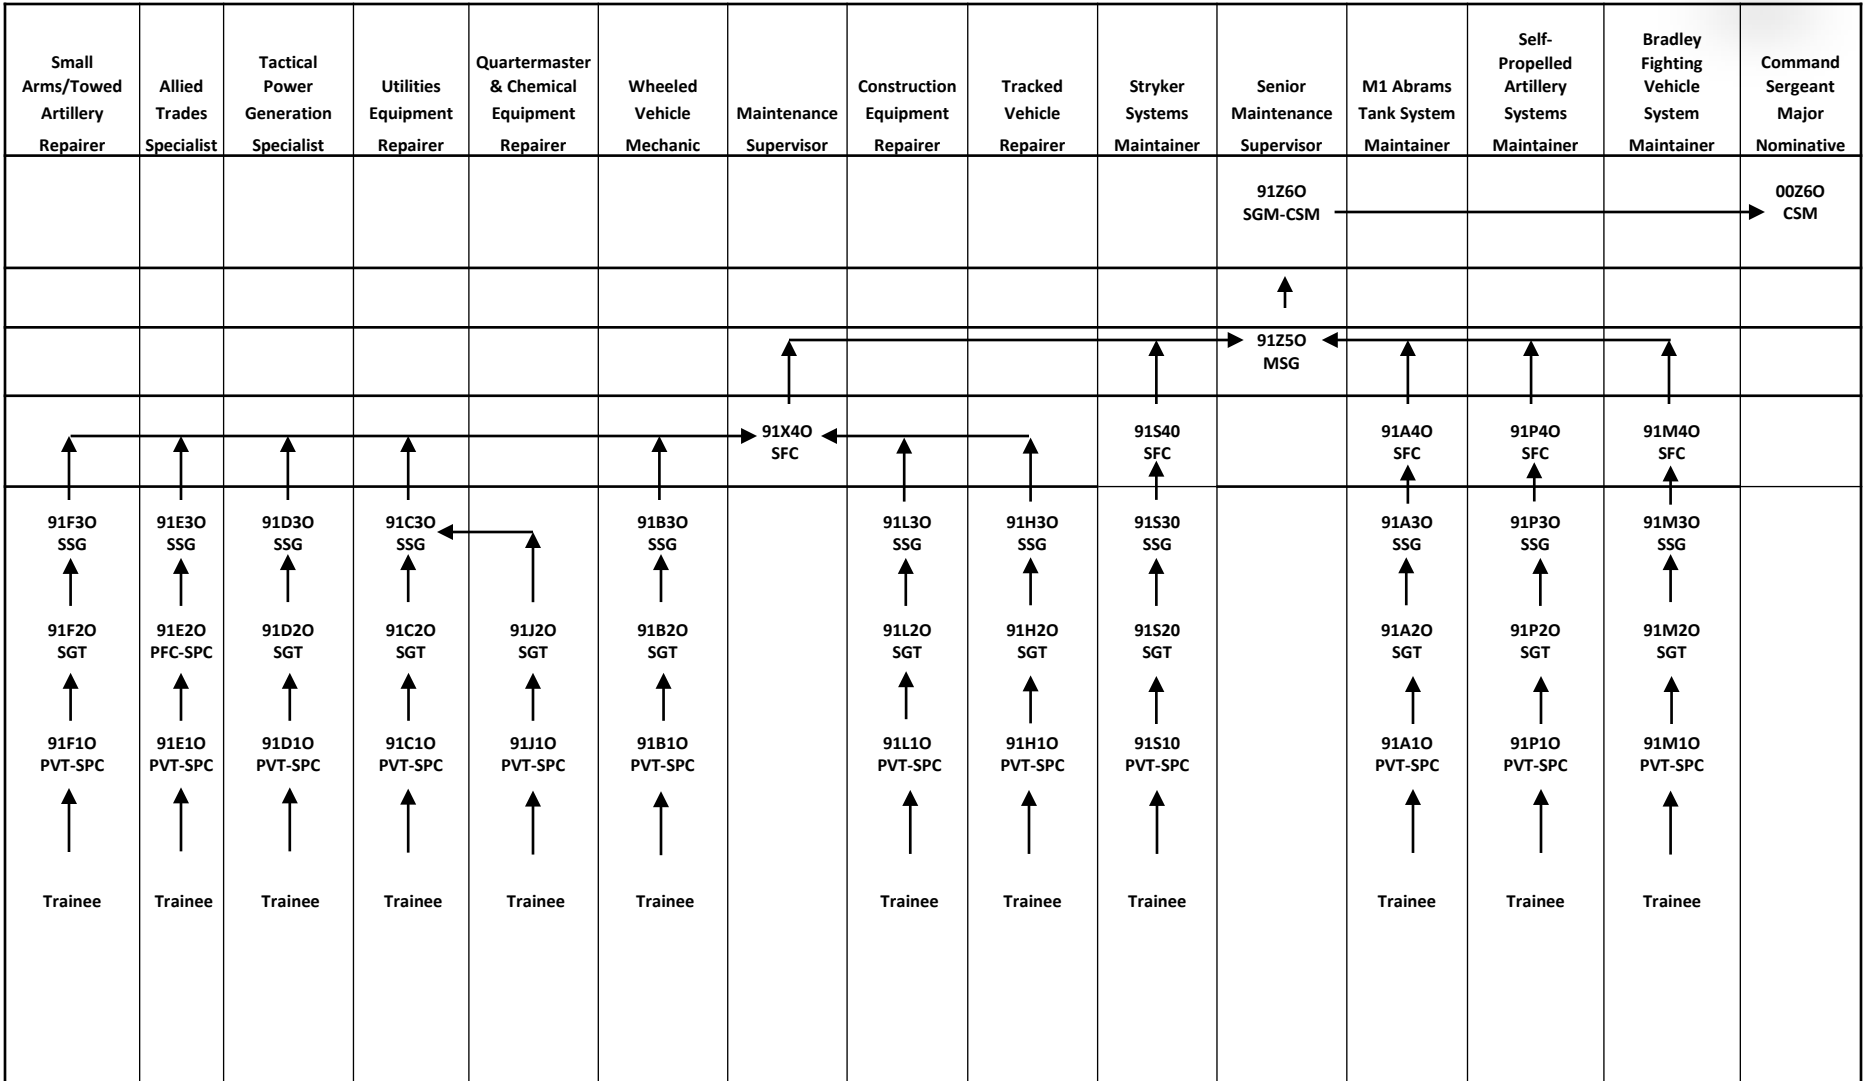 Small
Arms/Towed
Artillery
Repairer
Allied
Trades
Specialist
Tactical
Power
Generation
Specialist
Utilities
Equipment
Repairer
Quartermaster
& Chemical
Equipment
Repairer
Wheeled
Vehicle
Mechanic
Maintenance
Supervisor
Construction
Equipment
Repairer
Tracked
Vehicle
Repairer
Stryker
Systems
Maintainer
Senior
Maintenance
Supervisor
M1 Abrams
Tank System
Maintainer
Self-
Propelled
Artillery
Systems
Maintainer
Bradley
Fighting
Vehicle
System
Maintainer
Command
Sergeant
Major
Nominative
91Z6O
SGM-CSM
00Z6O
CSM
91Z5O
MSG
91X4O
SFC
91S40
SFC
91A4O
SFC
91P4O
SFC
91M4O
SFC
91F3O
SSG
91E3O
SSG
91D3O
SSG
91C3O
SSG
91B3O
SSG
91L3O
SSG
91H3O
SSG
91S30
SSG
91A3O
SSG
91P3O
SSG
91M3O
SSG
91F2O
SGT
91E2O
PFC-SPC
91D2O
SGT
91C2O
SGT
91J2O
SGT
91B2O
SGT
91L2O
SGT
91H2O
SGT
91S20
SGT
91A2O
SGT
91P2O
SGT
91M2O
SGT
91F1O
PVT-SPC
91E1O
PVT-SPC
91D1O
PVT-SPC
91C1O
PVT-SPC
91J1O
PVT-SPC
91B1O
PVT-SPC
91L1O
PVT-SPC
91H1O
PVT-SPC
91S10
PVT-SPC
91A1O
PVT-SPC
91P1O
PVT-SPC
91M1O
PVT-SPC
Trainee
Trainee
Trainee
Trainee
Trainee
Trainee
Trainee
Trainee
Trainee
Trainee
Trainee
Trainee